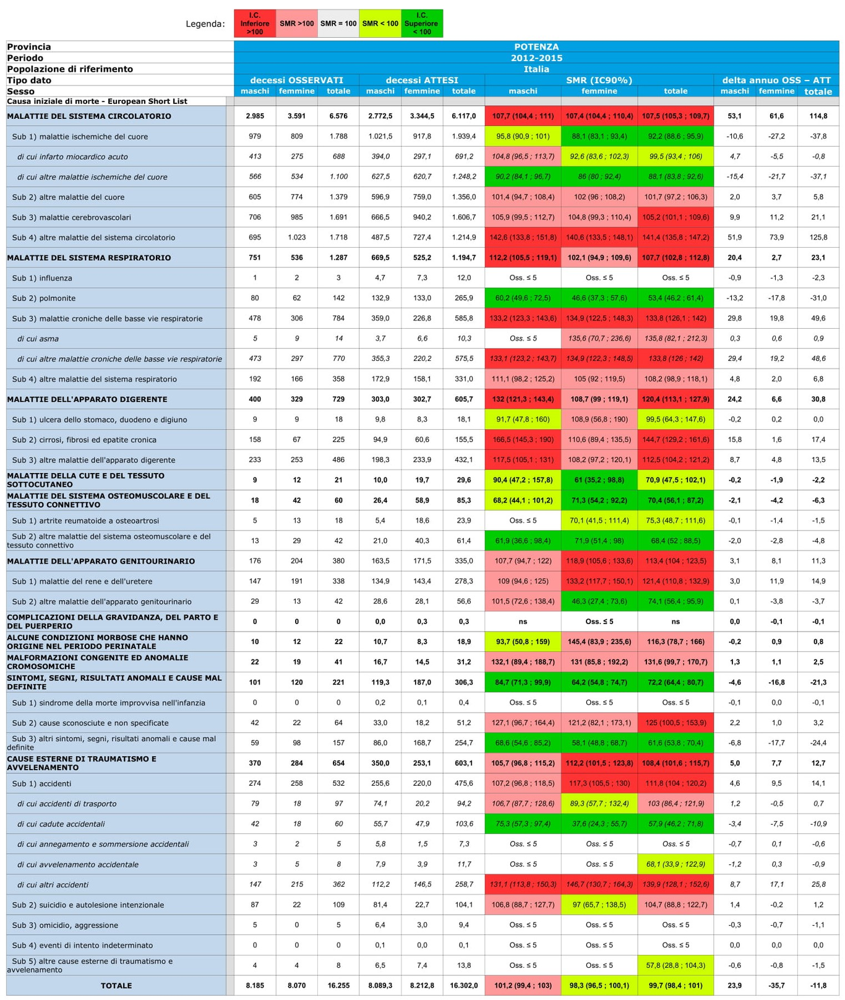 Legenda:
I.C. Inferiore >100 SMR >100 SMR = 100 SMR < 100 I.C. Superiore < 100
Provincia POTENZA
Periodo 2012-2015
Popolazione di riferimento Italia
Tipo dato decessi OSSERVATI decessi ATTESI SMR (IC90%) delta annuo OSS – ATT
Sesso maschi femmine totale maschi femmine totale maschi femmine totale maschi femmine totale
Causa iniziale di morte - European Short List
MALATTIE DEL SISTEMA CIRCOLATORIO 2.985 3.591 6.576 2.772,5 3.344,5 6.117,0 107,7 (104,4 ; 111) 107,4 (104,4 ; 110,4) 107,5 (105,3 ; 109,7) 53,1 61,6 114,8
Sub 1) malattie ischemiche del cuore 979 809 1.788 1.021,5 917,8 1.939,4 95,8 (90,9 ; 101) 88,1 (83,1 ; 93,4) 92,2 (88,6 ; 95,9) -10,6 -27,2 -37,8
di cui infarto miocardico acuto 413 275 688 394,0 297,1 691,2 104,8 (96,5 ; 113,7) 92,6 (83,6 ; 102,3) 99,5 (93,4 ; 106) 4,7 -5,5 -0,8
di cui altre malattie ischemiche del cuore 566 534 1.100 627,5 620,7 1.248,2 90,2 (84,1 ; 96,7) 86 (80 ; 92,4) 88,1 (83,8 ; 92,6) -15,4 -21,7 -37,1
Sub 2) altre malattie del cuore 605 774 1.379 596,9 759,0 1.356,0 101,4 (94,7 ; 108,4) 102 (96 ; 108,2) 101,7 (97,2 ; 106,3) 2,0 3,7 5,8
Sub 3) malattie cerebrovascolari 706 985 1.691 666,5 940,2 1.606,7 105,9 (99,5 ; 112,7) 104,8 (99,3 ; 110,4) 105,2 (101,1 ; 109,6) 9,9 11,2 21,1
Sub 4) altre malattie del sistema circolatorio 695 1.023 1.718 487,5 727,4 1.214,9 142,6 (133,8 ; 151,8) 140,6 (133,5 ; 148,1) 141,4 (135,8 ; 147,2) 51,9 73,9 125,8
MALATTIE DEL SISTEMA RESPIRATORIO 751 536 1.287 669,5 525,2 1.194,7 112,2 (105,5 ; 119,1) 102,1 (94,9 ; 109,6) 107,7 (102,8 ; 112,8) 20,4 2,7 23,1
Sub 1) influenza 1 2 3 4,7 7,3 12,0 Oss. ≤ 5 Oss. ≤ 5 Oss. ≤ 5 -0,9 -1,3 -2,3
Sub 2) polmonite 80 62 142 132,9 133,0 265,9 60,2 (49,6 ; 72,5) 46,6 (37,3 ; 57,6) 53,4 (46,2 ; 61,4) -13,2 -17,8 -31,0
Sub 3) malattie croniche delle basse vie respiratorie 478 306 784 359,0 226,8 585,8 133,2 (123,3 ; 143,6) 134,9 (122,5 ; 148,3) 133,8 (126,1 ; 142) 29,8 19,8 49,6
di cui asma 5 9 14 3,7 6,6 10,3 Oss. ≤ 5 135,6 (70,7 ; 236,6) 135,8 (82,1 ; 212,3) 0,3 0,6 0,9
di cui altre malattie croniche delle basse vie respiratorie 473 297 770 355,3 220,2 575,5 133,1 (123,2 ; 143,7) 134,9 (122,3 ; 148,5) 133,8 (126 ; 142) 29,4 19,2 48,6
Sub 4) altre malattie del sistema respiratorio 192 166 358 172,9 158,1 331,0 111,1 (98,2 ; 125,2) 105 (92 ; 119,5) 108,2 (98,9 ; 118,1) 4,8 2,0 6,8
MALATTIE DELL'APPARATO DIGERENTE 400 329 729 303,0 302,7 605,7 132 (121,3 ; 143,4) 108,7 (99 ; 119,1) 120,4 (113,1 ; 127,9) 24,2 6,6 30,8
Sub 1) ulcera dello stomaco, duodeno e digiuno 9 9 18 9,8 8,3 18,1 91,7 (47,8 ; 160) 108,9 (56,8 ; 190) 99,5 (64,3 ; 147,6) -0,2 0,2 0,0
Sub 2) cirrosi, fibrosi ed epatite cronica 158 67 225 94,9 60,6 155,5 166,5 (145,3 ; 190) 110,6 (89,4 ; 135,5) 144,7 (129,2 ; 161,6) 15,8 1,6 17,4
Sub 3) altre malattie dell'apparato digerente 233 253 486 198,3 233,9 432,1 117,5 (105,1 ; 131) 108,2 (97,2 ; 120,1) 112,5 (104,2 ; 121,2) 8,7 4,8 13,5
MALATTIE DELLA CUTE E DEL TESSUTO
SOTTOCUTANEO 9 12 21 10,0 19,7 29,6 90,4 (47,2 ; 157,8) 61 (35,2 ; 98,8) 70,9 (47,5 ; 102,1) -0,2 -1,9 -2,2
MALATTIE DEL SISTEMA OSTEOMUSCOLARE E DEL
TESSUTO CONNETTIVO 18 42 60 26,4 58,9 85,3 68,2 (44,1 ; 101,2) 71,3 (54,2 ; 92,2) 70,4 (56,1 ; 87,2) -2,1 -4,2 -6,3
Sub 1) artrite reumatoide a osteoartrosi 5 13 18 5,4 18,6 23,9 Oss. ≤ 5 70,1 (41,5 ; 111,4) 75,3 (48,7 ; 111,6) -0,1 -1,4 -1,5
Sub 2) altre malattie del sistema osteomuscolare e del
tessuto connettivo 13 29 42 21,0 40,3 61,4 61,9 (36,6 ; 98,4) 71,9 (51,4 ; 98) 68,4 (52 ; 88,5) -2,0 -2,8 -4,8
MALATTIE DELL'APPARATO GENITOURINARIO 176 204 380 163,5 171,5 335,0 107,7 (94,7 ; 122) 118,9 (105,6 ; 133,6) 113,4 (104 ; 123,5) 3,1 8,1 11,3
Sub 1) malattie del rene e dell'uretere 147 191 338 134,9 143,4 278,3 109 (94,6 ; 125) 133,2 (117,7 ; 150,1) 121,4 (110,8 ; 132,9) 3,0 11,9 14,9
Sub 2) altre malattie dell'apparato genitourinario 29 13 42 28,6 28,1 56,6 101,5 (72,6 ; 138,4) 46,3 (27,4 ; 73,6) 74,1 (56,4 ; 95,9) 0,1 -3,8 -3,7
COMPLICAZIONI DELLA GRAVIDANZA, DEL PARTO E
DEL PUERPERIO 0 0 0 0,0 0,3 0,3 ns Oss. ≤ 5 ns 0,0 -0,1 -0,1
ALCUNE CONDIZIONI MORBOSE CHE HANNO
ORIGINE NEL PERIODO PERINATALE 10 12 22 10,7 8,3 18,9 93,7 (50,8 ; 159) 145,4 (83,9 ; 235,6) 116,3 (78,7 ; 166) -0,2 0,9 0,8
MALFORMAZIONI CONGENITE ED ANOMALIE
CROMOSOMICHE 22 19 41 16,7 14,5 31,2 132,1 (89,4 ; 188,7) 131 (85,8 ; 192,2) 131,6 (99,7 ; 170,7) 1,3 1,1 2,5
SINTOMI, SEGNI, RISULTATI ANOMALI E CAUSE MAL
DEFINITE 101 120 221 119,3 187,0 306,3 84,7 (71,3 ; 99,9) 64,2 (54,8 ; 74,7) 72,2 (64,4 ; 80,7) -4,6 -16,8 -21,3
Sub 1) sindrome della morte improvvisa nell'infanzia 0 0 0 0,2 0,1 0,4 Oss. ≤ 5 Oss. ≤ 5 Oss. ≤ 5 -0,1 0,0 -0,1
Sub 2) cause sconosciute e non specificate 42 22 64 33,0 18,2 51,2 127,1 (96,7 ; 164,4) 121,2 (82,1 ; 173,1) 125 (100,5 ; 153,9) 2,2 1,0 3,2
Sub 3) altri sintomi, segni, risultati anomali e cause mal
definite 59 98 157 86,0 168,7 254,7 68,6 (54,6 ; 85,2) 58,1 (48,8 ; 68,7) 61,6 (53,8 ; 70,4) -6,8 -17,7 -24,4
CAUSE ESTERNE DI TRAUMATISMO E
AVVELENAMENTO 370 284 654 350,0 253,1 603,1 105,7 (96,8 ; 115,2) 112,2 (101,5 ; 123,8) 108,4 (101,6 ; 115,7) 5,0 7,7 12,7
Sub 1) accidenti 274 258 532 255,6 220,0 475,6 107,2 (96,8 ; 118,5) 117,3 (105,5 ; 130) 111,8 (104 ; 120,2) 4,6 9,5 14,1
di cui accidenti di trasporto 79 18 97 74,1 20,2 94,2 106,7 (87,7 ; 128,6) 89,3 (57,7 ; 132,4) 103 (86,4 ; 121,9) 1,2 -0,5 0,7
di cui cadute accidentali 42 18 60 55,7 47,9 103,6 75,3 (57,3 ; 97,4) 37,6 (24,3 ; 55,7) 57,9 (46,2 ; 71,8) -3,4 -7,5 -10,9
di cui annegamento e sommersione accidentali 3 2 5 5,8 1,5 7,3 Oss. ≤ 5 Oss. ≤ 5 Oss. ≤ 5 -0,7 0,1 -0,6
di cui avvelenamento accidentale 3 5 8 7,9 3,9 11,7 Oss. ≤ 5 Oss. ≤ 5 68,1 (33,9 ; 122,9) -1,2 0,3 -0,9
di cui altri accidenti 147 215 362 112,2 146,5 258,7 131,1 (113,8 ; 150,3) 146,7 (130,7 ; 164,3) 139,9 (128,1 ; 152,6) 8,7 17,1 25,8
Sub 2) suicidio e autolesione intenzionale 87 22 109 81,4 22,7 104,1 106,8 (88,7 ; 127,7) 97 (65,7 ; 138,5) 104,7 (88,8 ; 122,7) 1,4 -0,2 1,2
Sub 3) omicidio, aggressione 5 0 5 6,4 3,0 9,4 Oss. ≤ 5 Oss. ≤ 5 Oss. ≤ 5 -0,3 -0,7 -1,1
Sub 4) eventi di intento indeterminato 0 0 0 0,1 0,0 0,1 Oss. ≤ 5 Oss. ≤ 5 Oss. ≤ 5 0,0 0,0 0,0
Sub 5) altre cause esterne di traumatismo e
avvelenamento 4 4 8 6,5 7,4 13,8 Oss. ≤ 5 Oss. ≤ 5 57,8 (28,8 ; 104,3) -0,6 -0,8 -1,5
TOTALE 8.185 8.070 16.255 8.089,3 8.212,8 16.302,0 101,2 (99,4 ; 103) 98,3 (96,5 ; 100,1) 99,7 (98,4 ; 101) 23,9 -35,7 -11,8